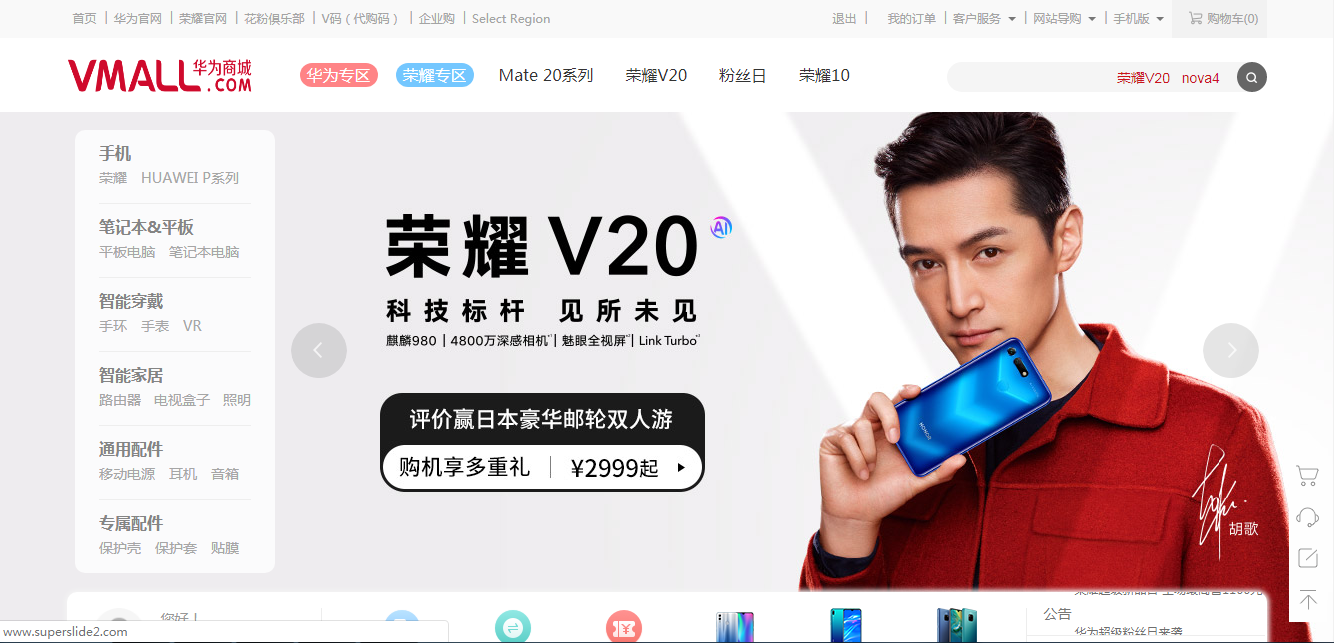 首页 | 华为官网 | 荣耀官网 | 花粉俱乐部 | V码（代购码） | 企业购 | Select Region
退出 | 我的订单 | 客户服务 | 网站导购 | 手机版 购物车(0)
VMALL华为商城
.COM
华为专区 荣耀专区 Mate 20系列 荣耀V20 粉丝日 荣耀10
荣耀V20 nova4
手机
荣耀 HUAWEI P系列
笔记本&平板
平板电脑 笔记本电脑
智能穿戴
手环 手表 VR
智能家居
路由器 电视盒子 照明
通用配件
移动电源 耳机 音箱
专属配件
保护壳 保护套 贴膜
荣耀 V20 AI
科技标杆 见所未见
麒麟980 | 4800万深感相机 | 魅眼全视屏 | Link Turbo
评价赢日本豪华邮轮双人游
购机享多重礼 | ¥2999起
HONOR
胡歌
您好！
公告
华为超级粉丝日来袭
www.superslide2.com